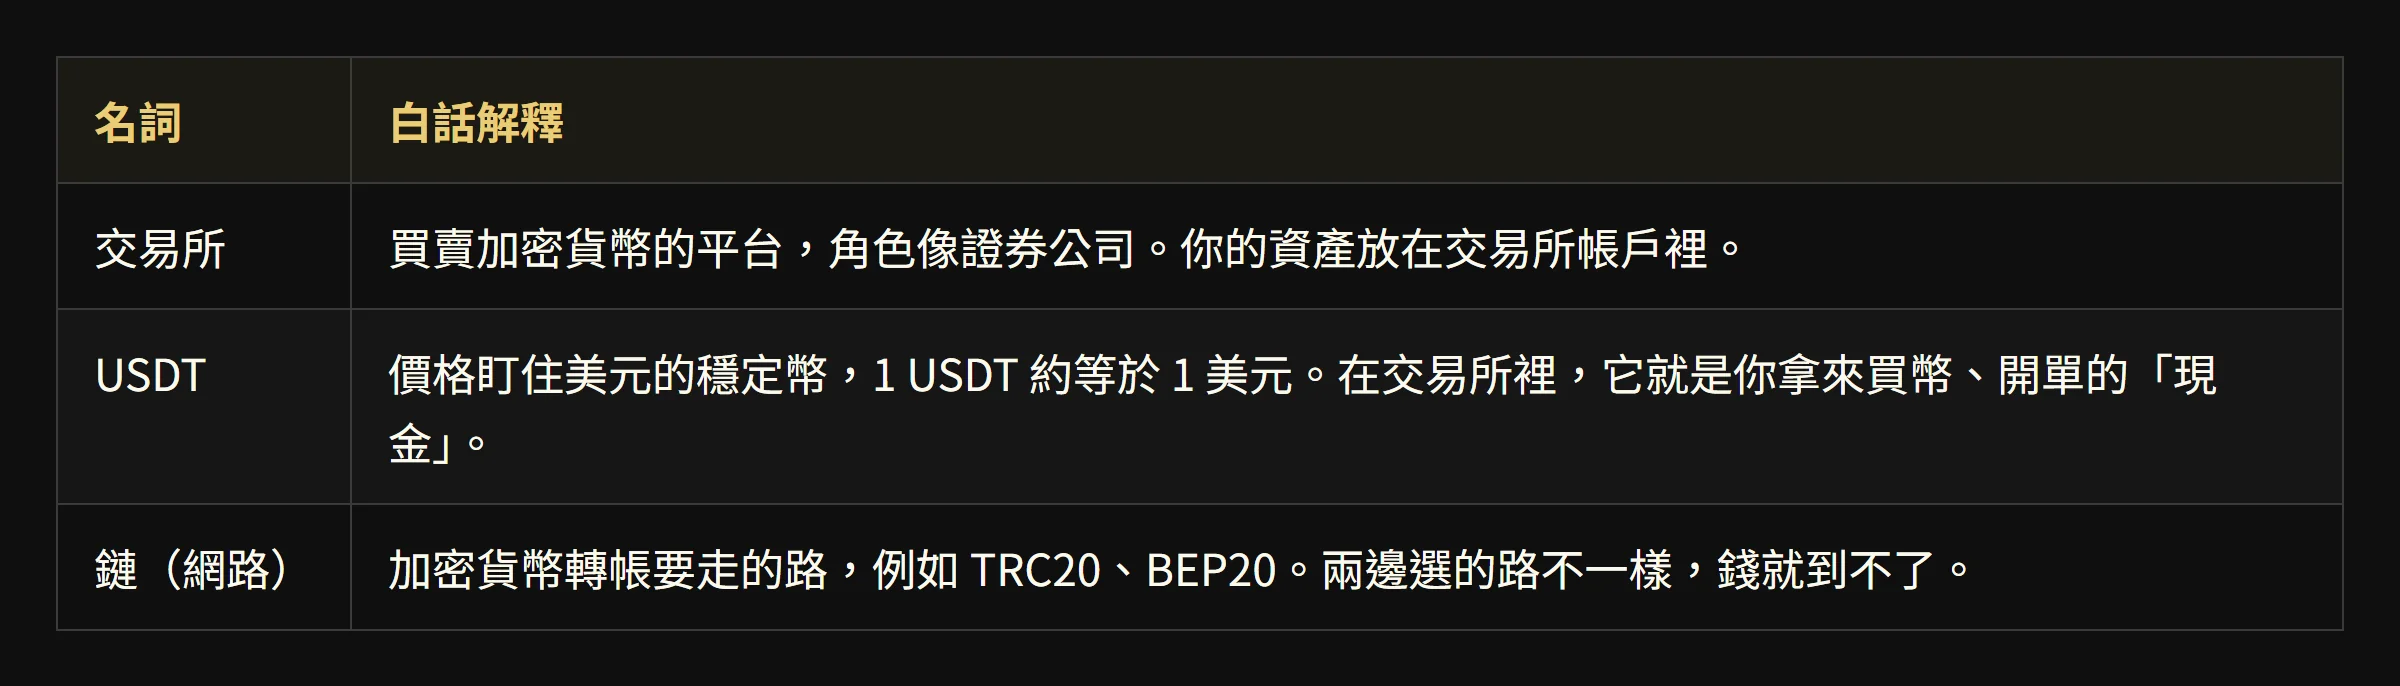 名詞
白話解釋
交易所
買賣加密貨幣的平台，角色像證券公司。你的資產放在交易所帳戶裡。
USDT
價格盯住美元的穩定幣，1 USDT 約等於 1 美元。在交易所裡，它就是你拿來買幣、開單的「現
金」。
鏈（網路）
加密貨幣轉帳要走的路，例如 TRC20、BEP20。兩邊選的路不一樣，錢就到不了。